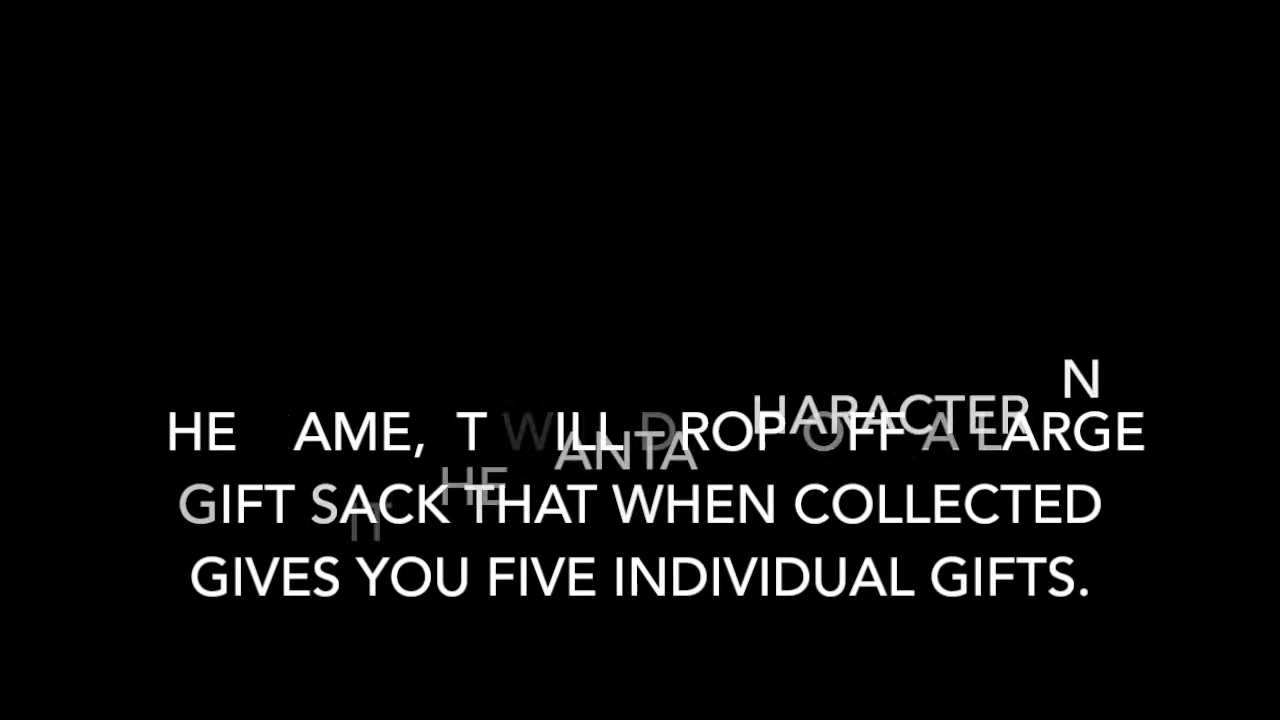 N
HARACTER
HE AME, T WILL DROP OFF A LARGE
ANTA
HE
GIFT SACK THAT WHEN COLLECTED
IT
GIVES YOU FIVE INDIVIDUAL GIFTS.